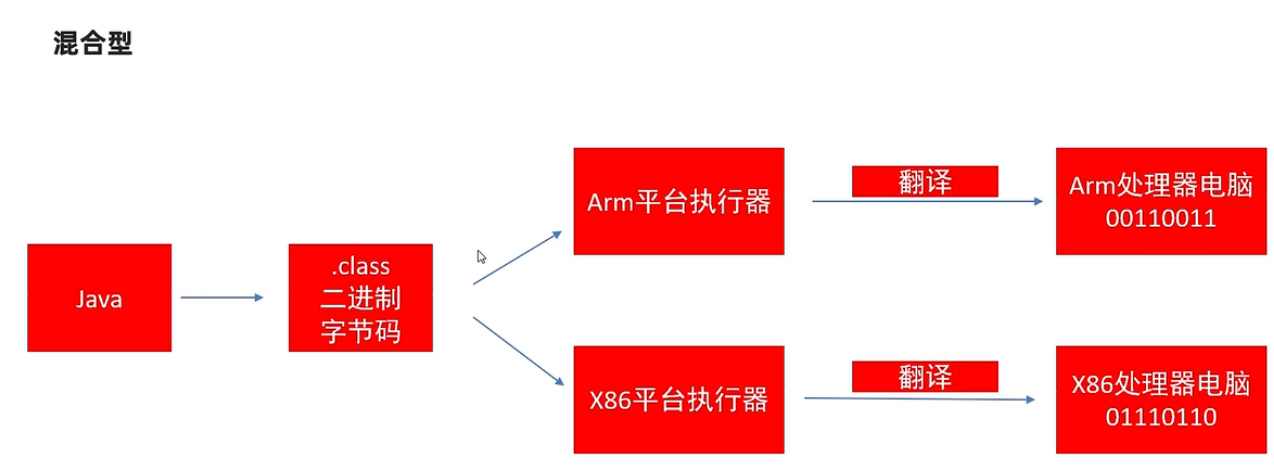 混合型
Java
.class
二进制
字节码
Arm平台执行器
翻译
Arm处理器电脑
00110011
X86平台执行器
翻译
X86处理器电脑
01110110